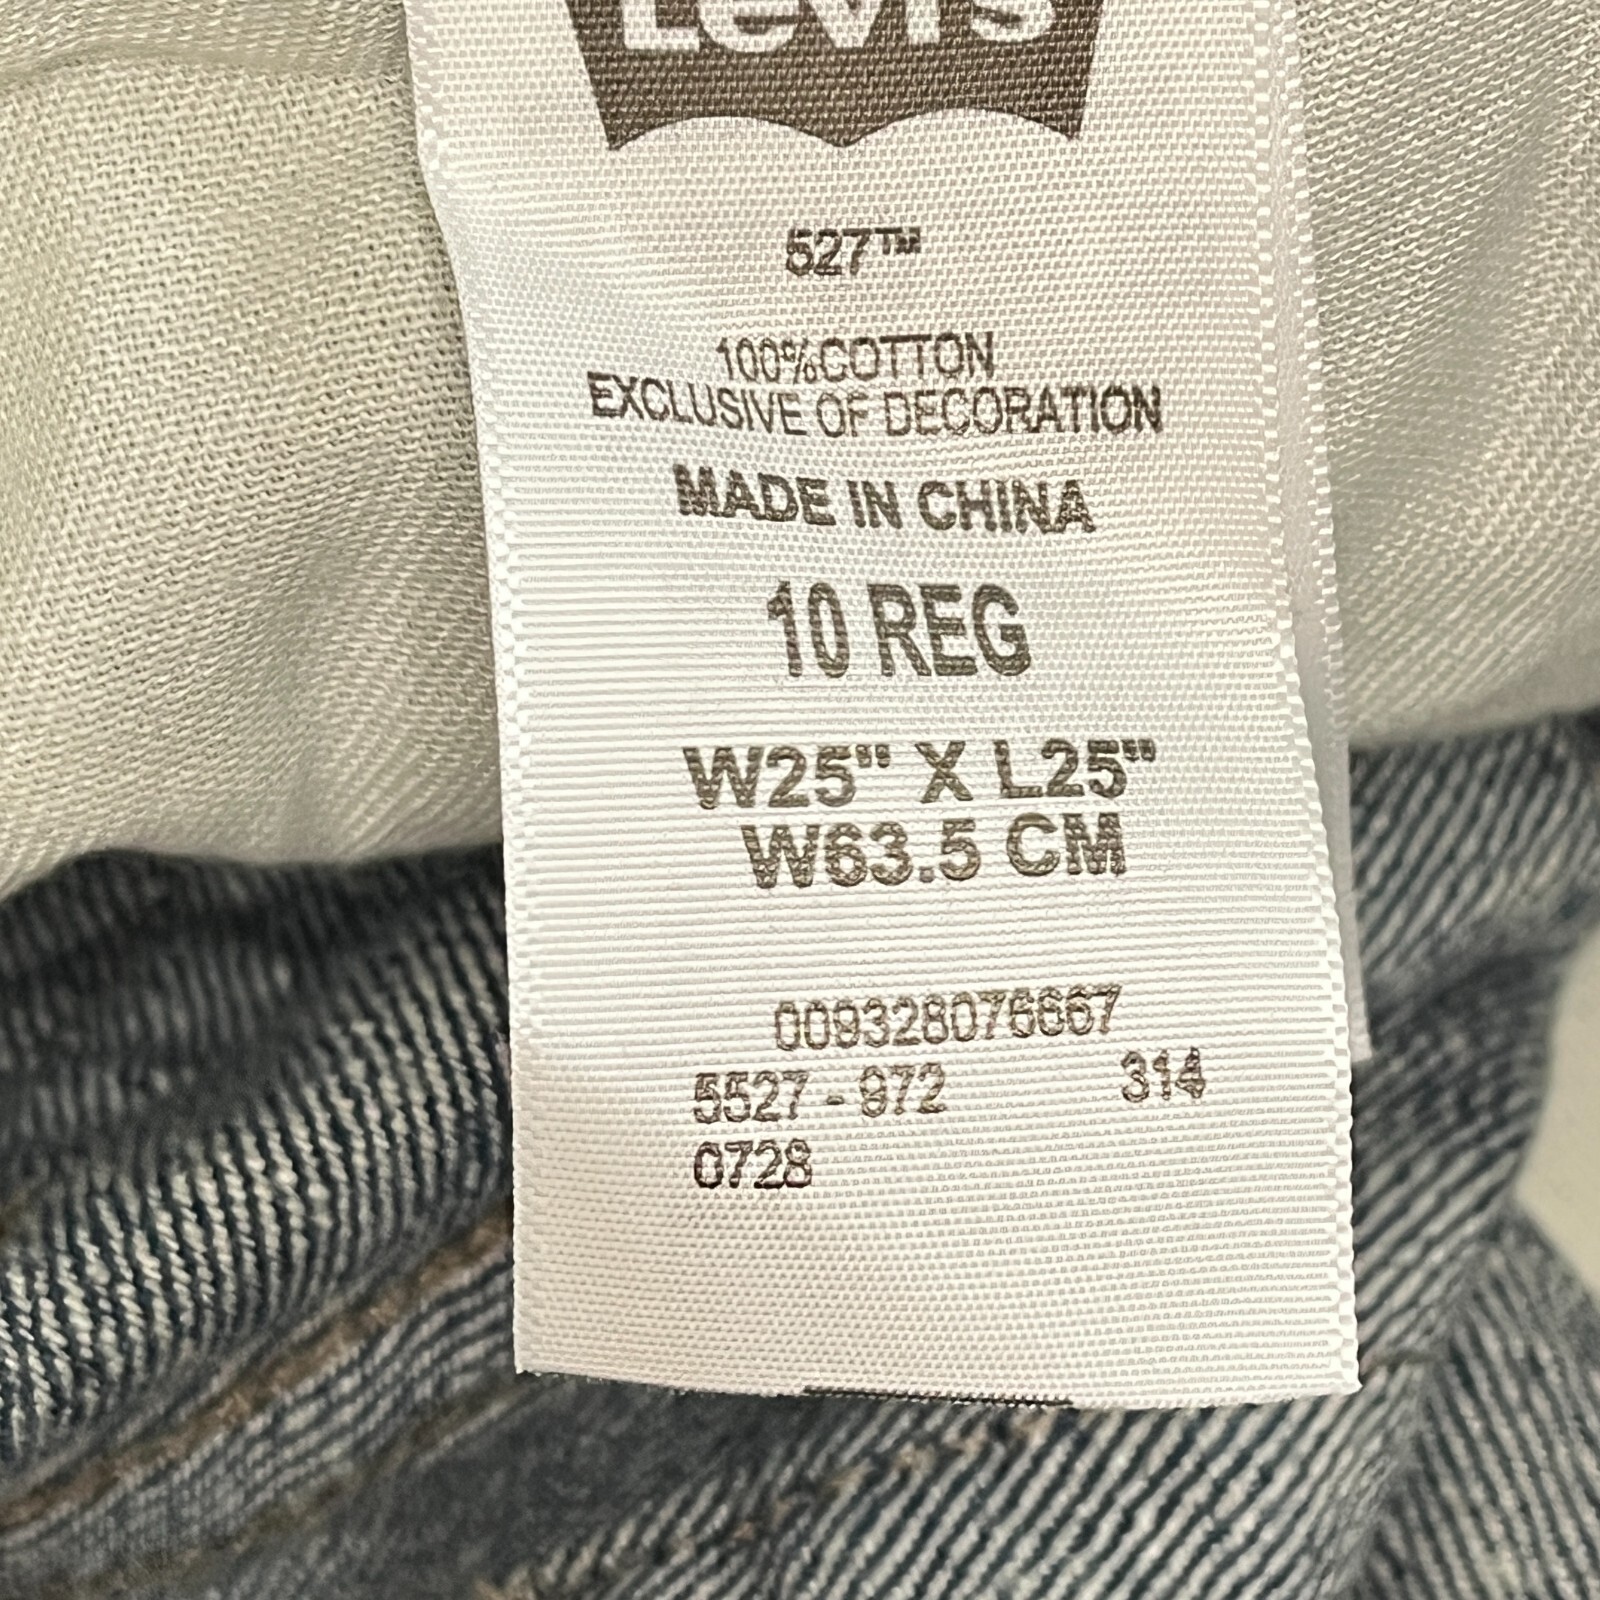 Levi's
527™
100%COTTON
EXCLUSIVE OF DECORATION
MADE IN CHINA
10 REG
W25" X L25"
W63.5 CM
009328076667
5527 - 972 314
0728